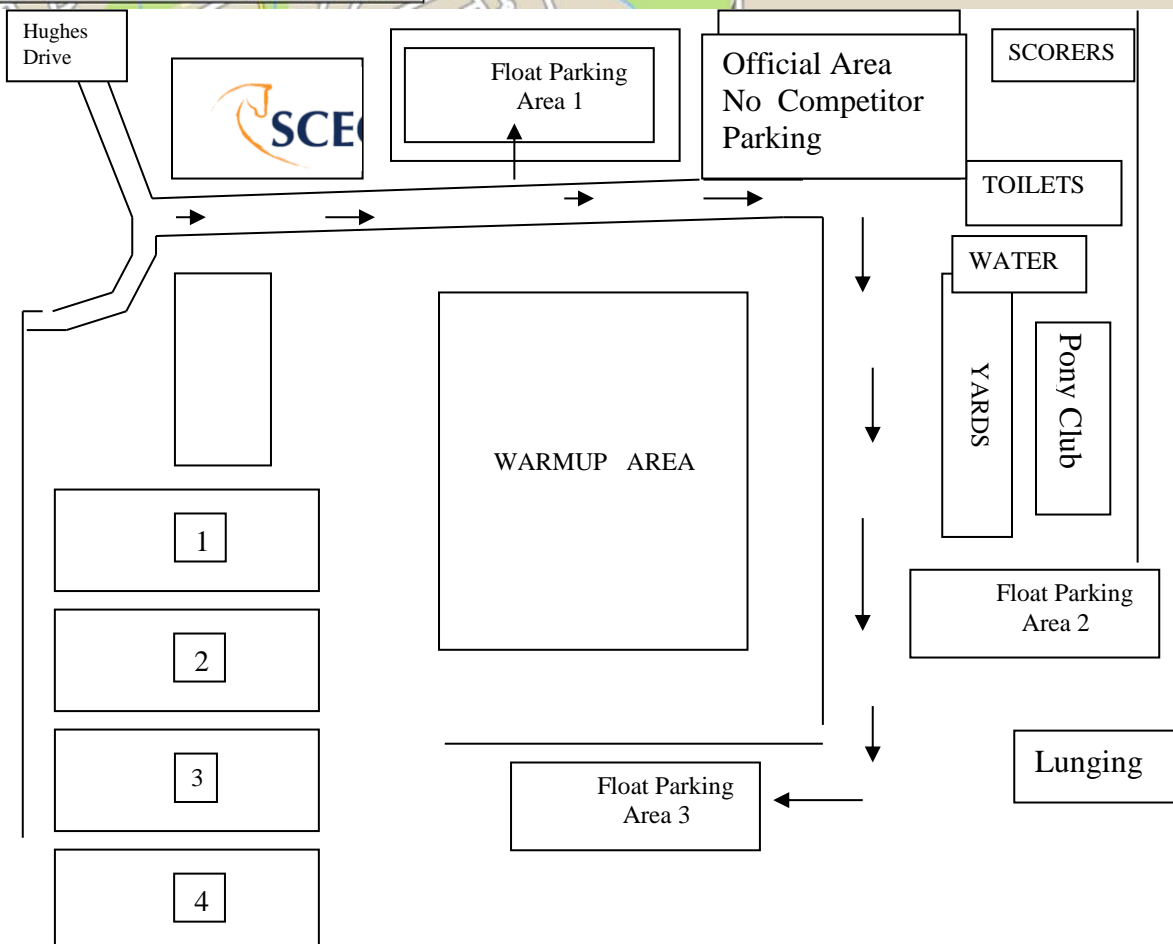 Hughes
Drive
SCE
Float Parking
Area 1
Official Area
No Competitor
Parking
SCORERS
TOILETS
WATER
YARDS
Pony Club
WARMUP AREA
1
2
3
4
Float Parking
Area 2
Lunging
Float Parking
Area 3